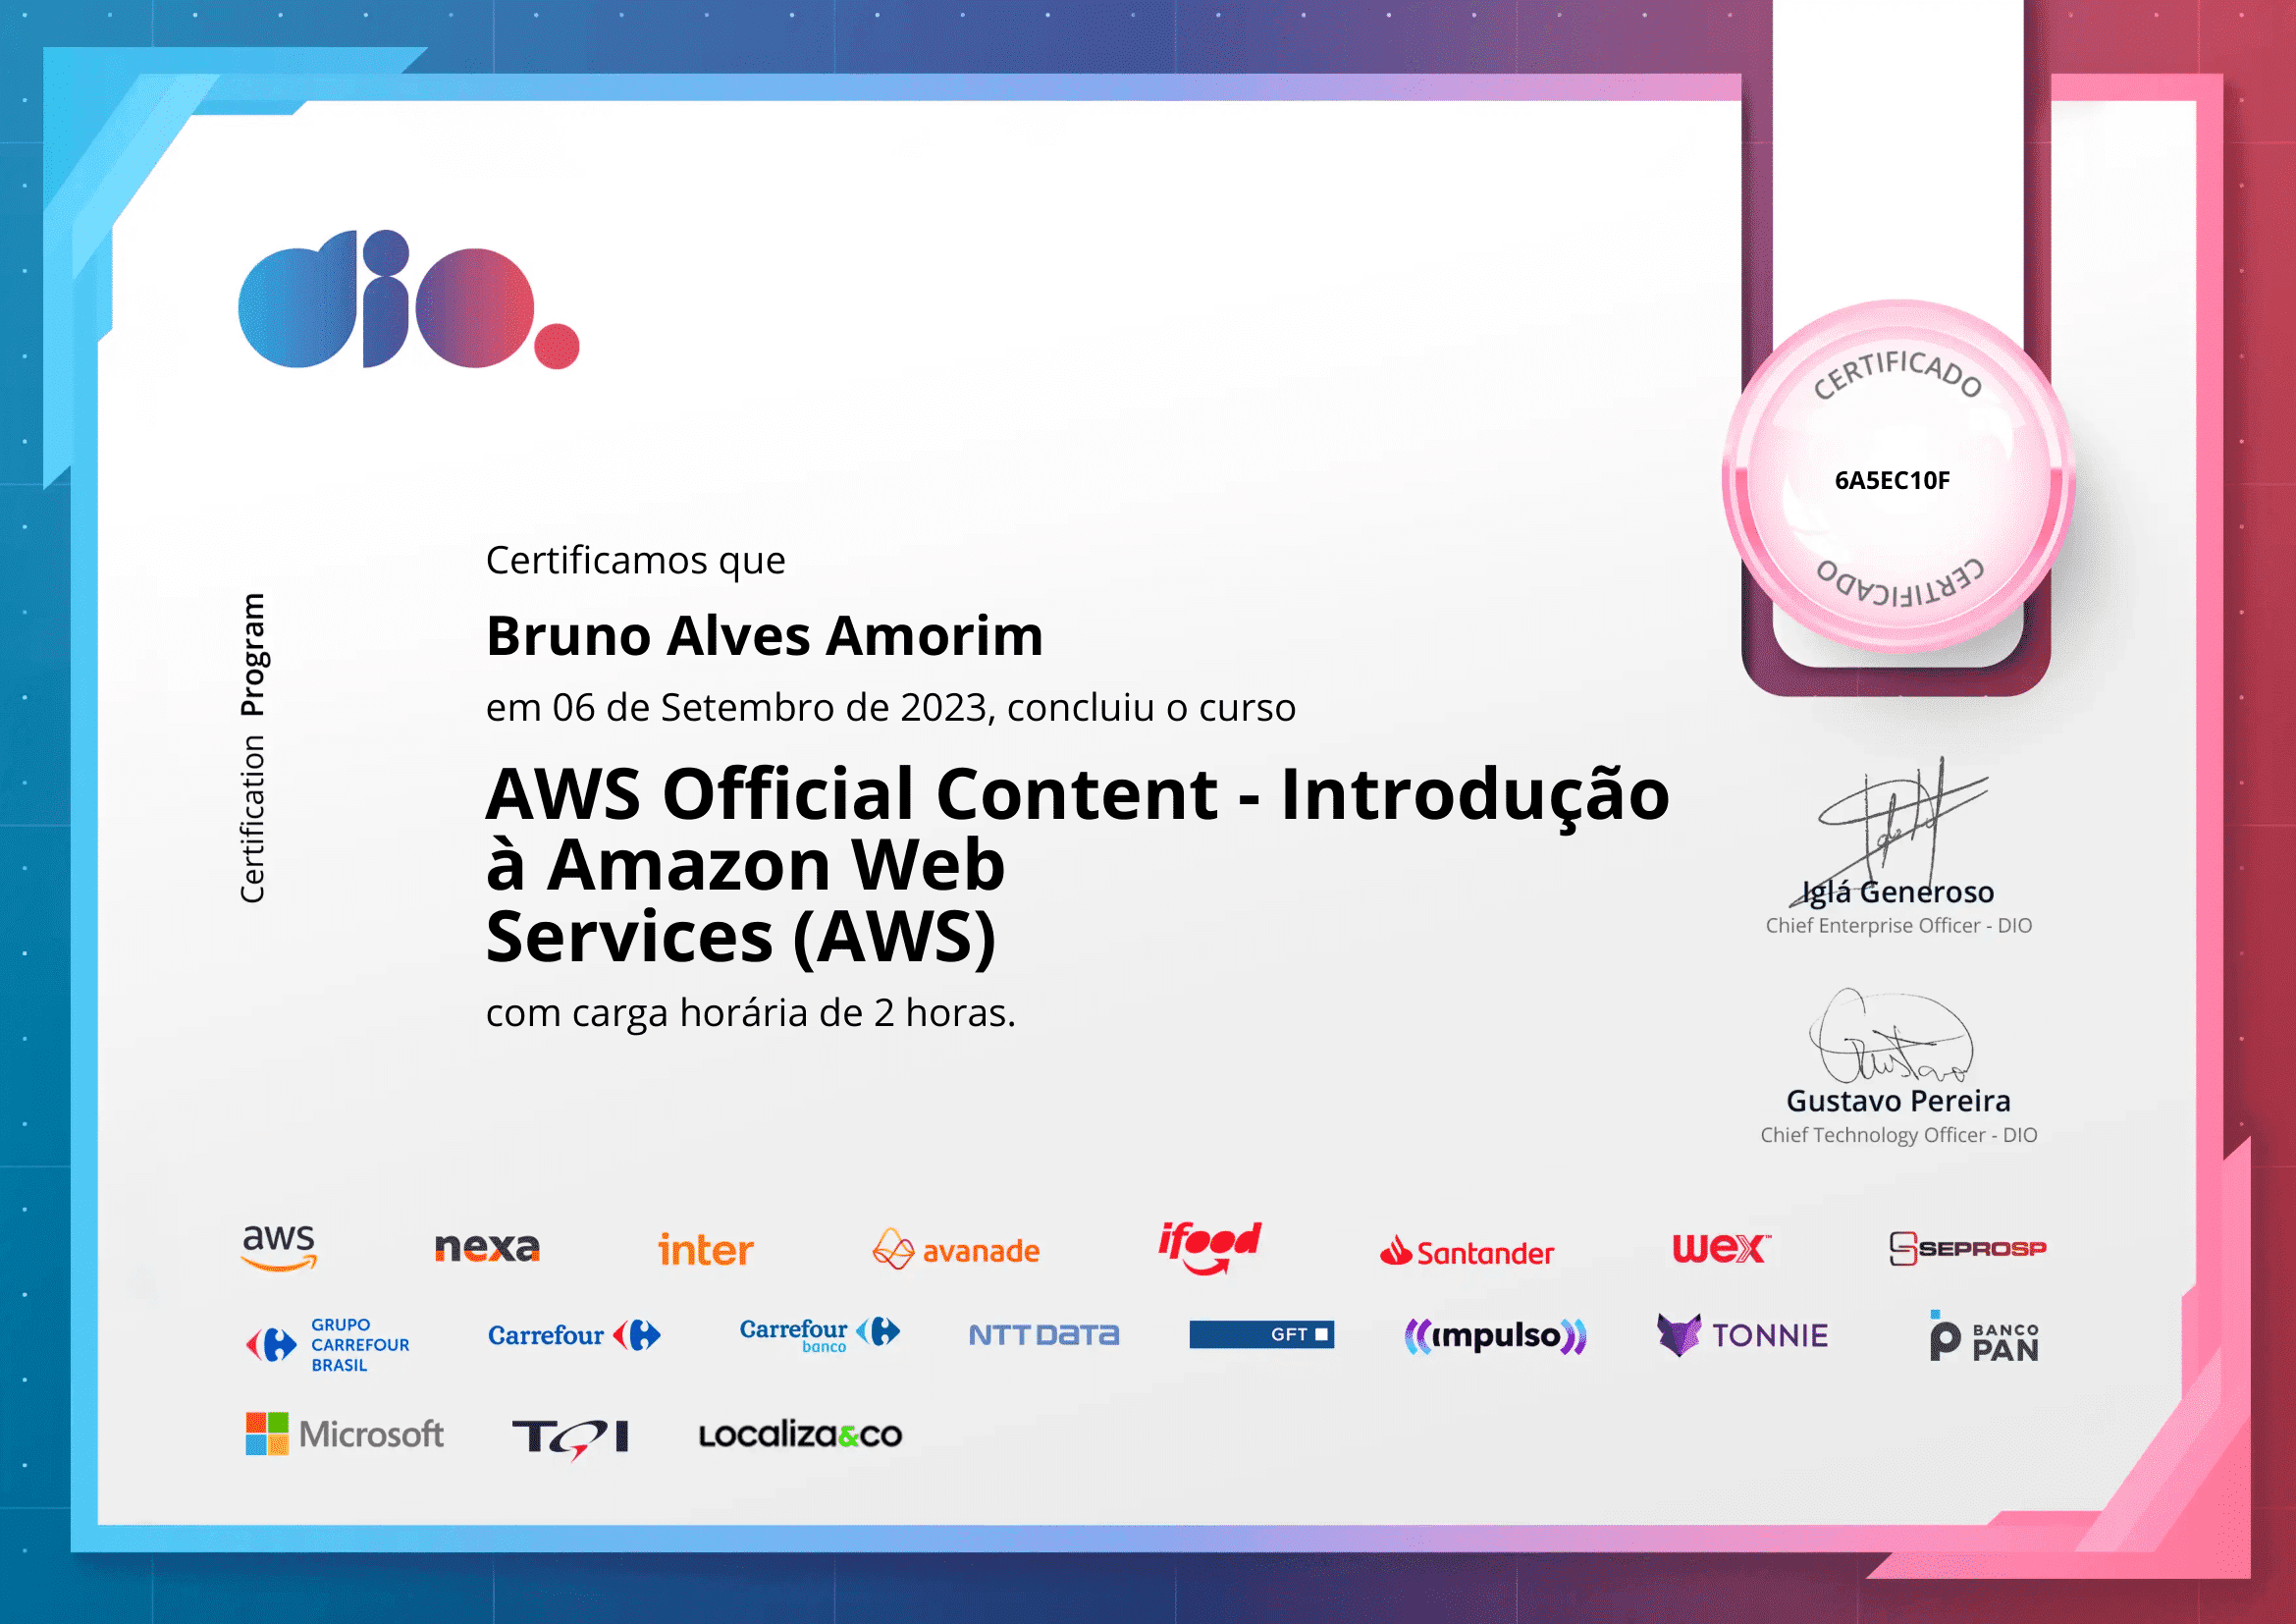 dio.
CERTIFICADO
6A5EC10F
CERTIFICADO
Certification Program
Certificamos que
Bruno Alves Amorim
em 06 de Setembro de 2023, concluiu o curso
AWS Official Content - Introdução
à Amazon Web
Services (AWS)
com carga horária de 2 horas.
Iglá Generoso
Chief Enterprise Officer - DIO
Gustavo
Gustavo Pereira
Chief Technology Officer - DIO
aws nexa inter avanade ifood Santander wex™ SEPROSP
GRUPO
CARREFOUR
BRASIL
Carrefour
Carrefour
banco
NTT DATA
GFT
impulso
TONNIE
BANCO
PAN
Microsoft TQI Localiza&co